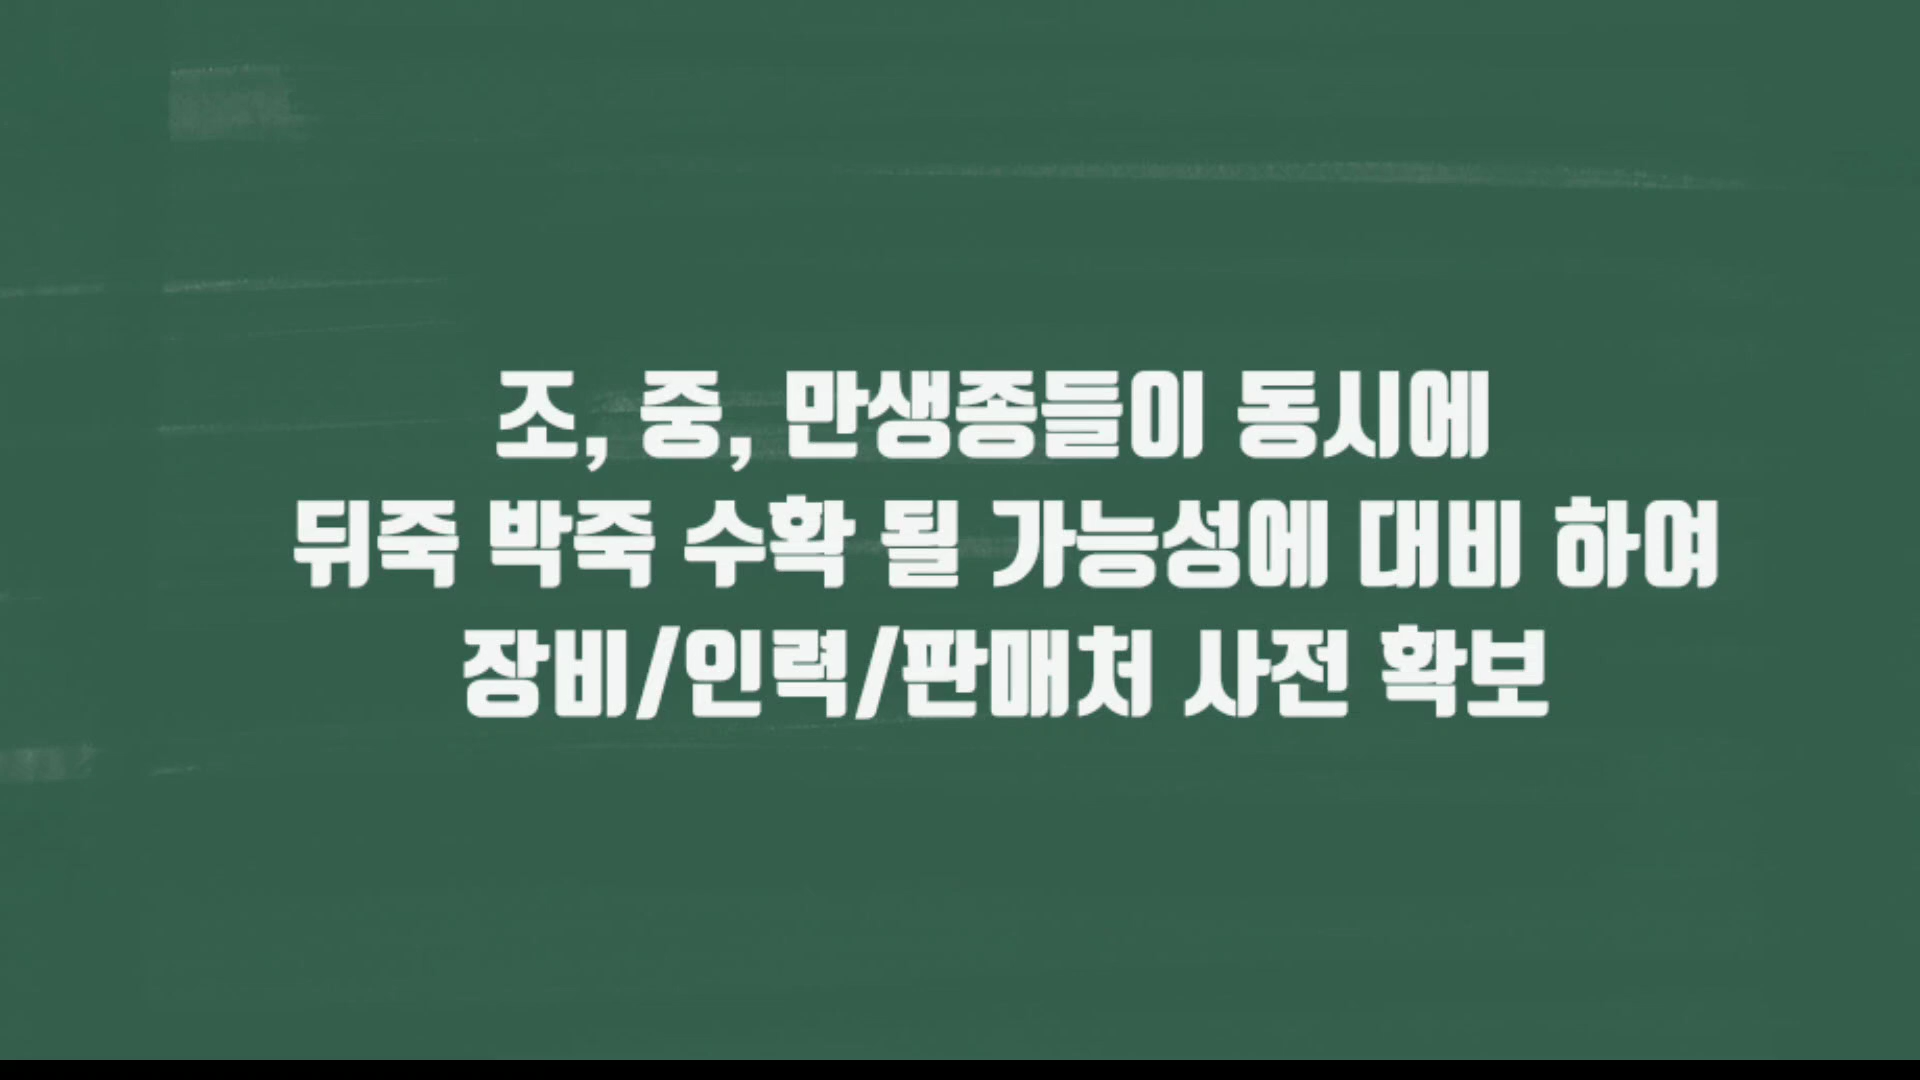 조, 중, 만생종들이 동시에
뒤죽 박죽 수확 될 가능성에 대비 하여
장비/인력/판매처 사전 확보